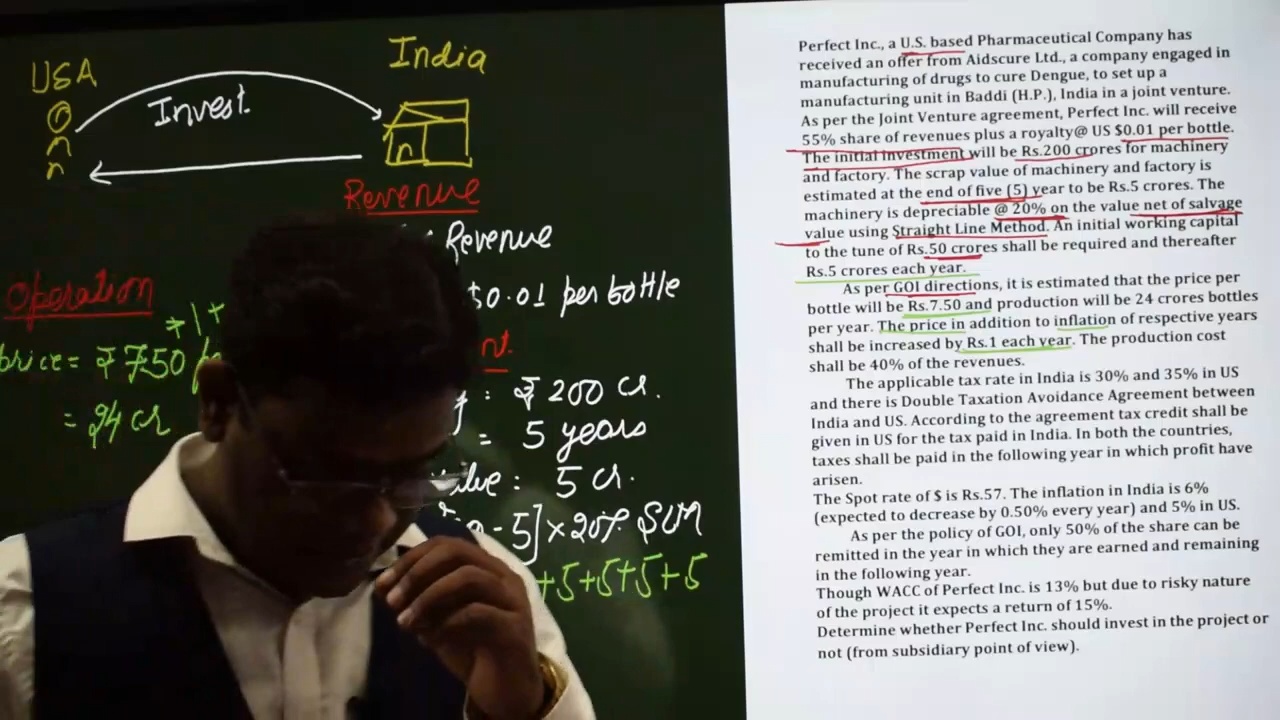 USA
India
Invest.
Revenue
Revenue
$0.01 per bottle
Operation
+1+
price = ₹7.50
= 24 cr
: ₹ 200 cr.
= 5 years
: 5 cr.
- 5] × 20% SLM
+5+5+5+5
Perfect Inc., a U.S. based Pharmaceutical Company has
received an offer from Aidscure Ltd., a company engaged in
manufacturing of drugs to cure Dengue, to set up a
manufacturing unit in Baddi (H.P.), India in a joint venture.
As per the Joint Venture agreement, Perfect Inc. will receive
55% share of revenues plus a royalty@ US $0.01 per bottle.
The initial investment will be Rs.200 crores for machinery
and factory. The scrap value of machinery and factory is
estimated at the end of five (5) year to be Rs.5 crores. The
machinery is depreciable @ 20% on the value net of salvage
value using Straight Line Method. An initial working capital
to the tune of Rs.50 crores shall be required and thereafter
Rs.5 crores each year.
As per GOI directions, it is estimated that the price per
bottle will be Rs.7.50 and production will be 24 crores bottles
per year. The price in addition to inflation of respective years
shall be increased by Rs.1 each year. The production cost
shall be 40% of the revenues.
The applicable tax rate in India is 30% and 35% in US
and there is Double Taxation Avoidance Agreement between
India and US. According to the agreement tax credit shall be
given in US for the tax paid in India. In both the countries,
taxes shall be paid in the following year in which profit have
arisen.
The Spot rate of $ is Rs.57. The inflation in India is 6%
(expected to decrease by 0.50% every year) and 5% in US.
As per the policy of GOI, only 50% of the share can be
remitted in the year in which they are earned and remaining
in the following year.
Though WACC of Perfect Inc. is 13% but due to risky nature
of the project it expects a return of 15%.
Determine whether Perfect Inc. should invest in the project or
not (from subsidiary point of view).